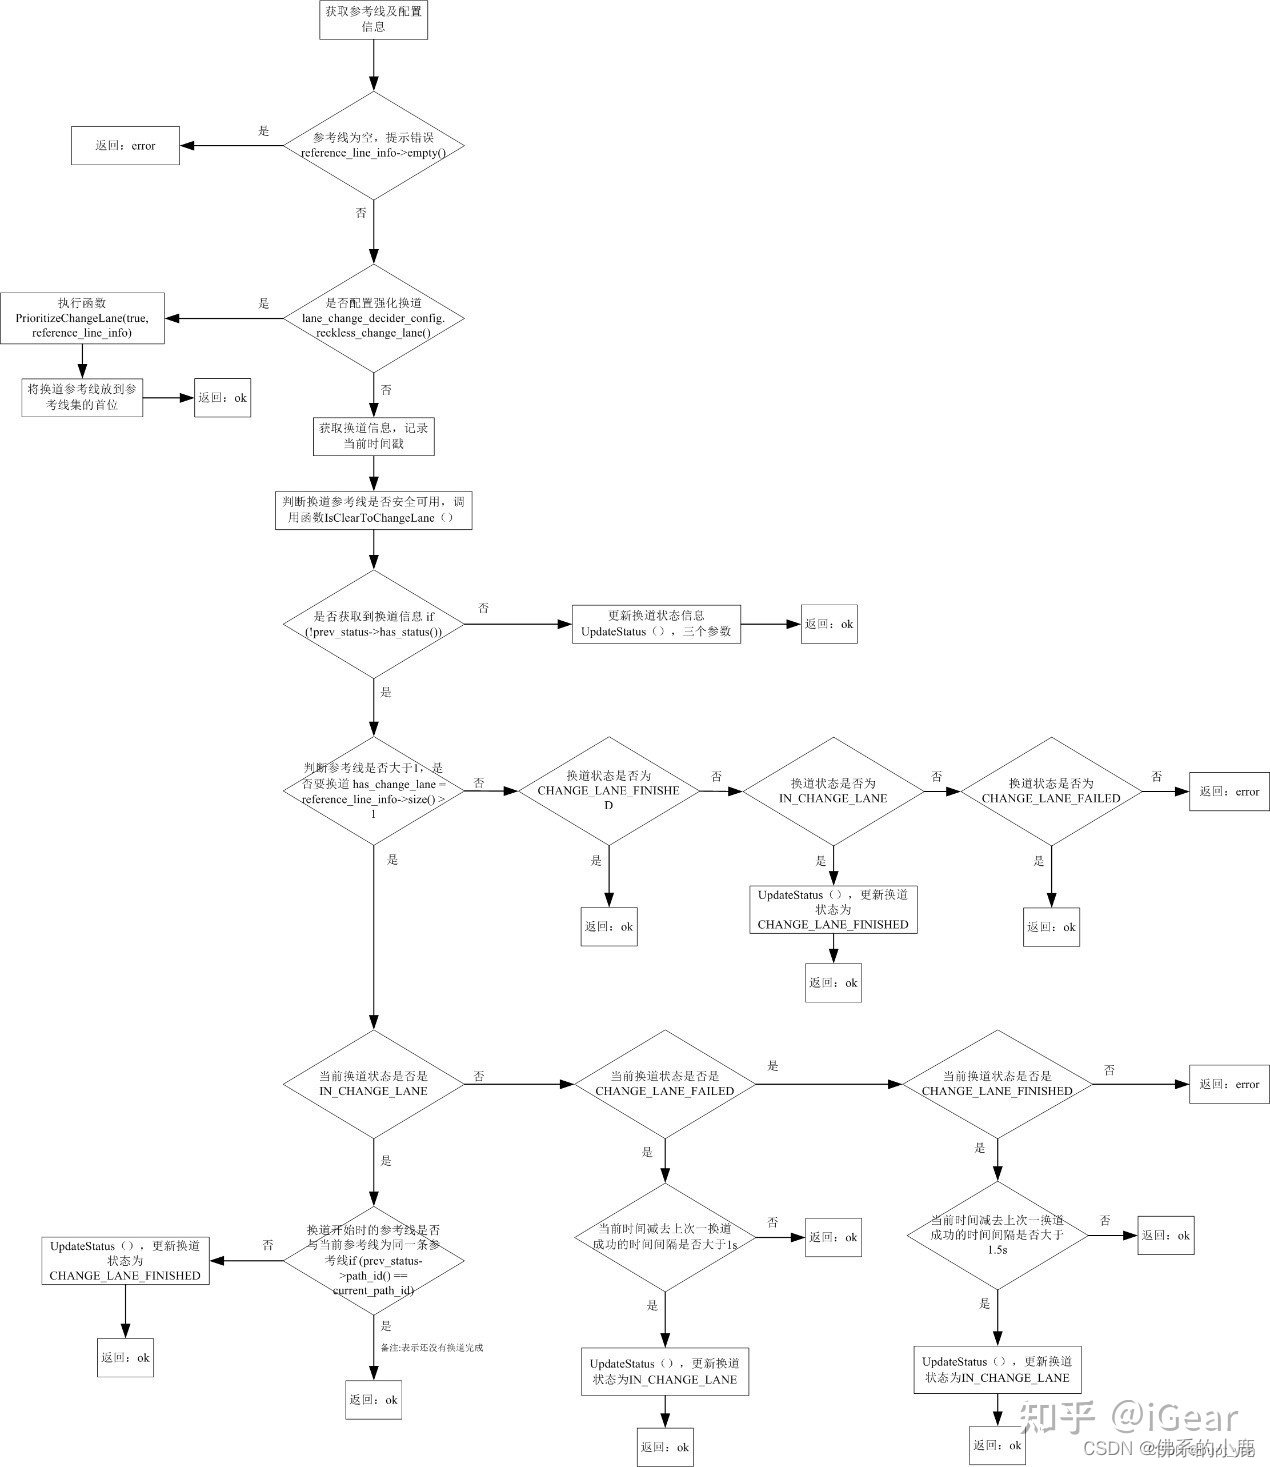 获取参考线及配置
信息
参考线为空，提示错误
reference_line_info->empty()
是
返回：error
否
是否配置强化换道
lane_change_decider_config.
reckless_change_lane()
是
执行函数
PrioritizeChangeLane(true,
reference_line_info)
将换道参考线放到参
考线集的首位
返回：ok
否
获取换道信息，记录
当前时间戳
判断换道参考线是否安全可用，调
用函数IsClearToChangeLane（）
是否获取到换道信息 if
(!prev_status->has_status())
否
更新换道状态信息
UpdateStatus（），三个参数
返回：ok
是
判断参考线是否大于1，是
否要换道 has_change_lane =
reference_line_info->size() >
1
否
换道状态是否为
CHANGE_LANE_FINISHE
D
否
换道状态是否为
IN_CHANGE_LANE
否
换道状态是否为
CHANGE_LANE_FAILED
否
返回：error
是
返回：ok
是
UpdateStatus（），更新换道
状态为
CHANGE_LANE_FINISHED
返回：ok
是
返回：ok
是
当前换道状态是否是
IN_CHANGE_LANE
否
当前换道状态是否是
CHANGE_LANE_FAILED
是
当前换道状态是否是
CHANGE_LANE_FINISHED
否
返回：error
是
换道开始时的参考线是否
与当前参考线为同一条参
考线if (prev_status-
>path_id() ==
current_path_id)
否
UpdateStatus（），更新换道
状态为
CHANGE_LANE_FINISHED
返回：ok
是
备注:表示还没有换道完成
返回：ok
是
当前时间减去上次一换道
成功的时间间隔是否大于1s
否
返回：ok
是
UpdateStatus（），更新换道
状态为IN_CHANGE_LANE
返回：ok
是
当前时间减去上次一换道
成功的时间间隔是否大于
1.5s
否
返回：ok
是
UpdateStatus（），更新换道
状态为IN_CHANGE_LANE
返回：ok
知乎 @iGear
CSDN @佛系的小鹿